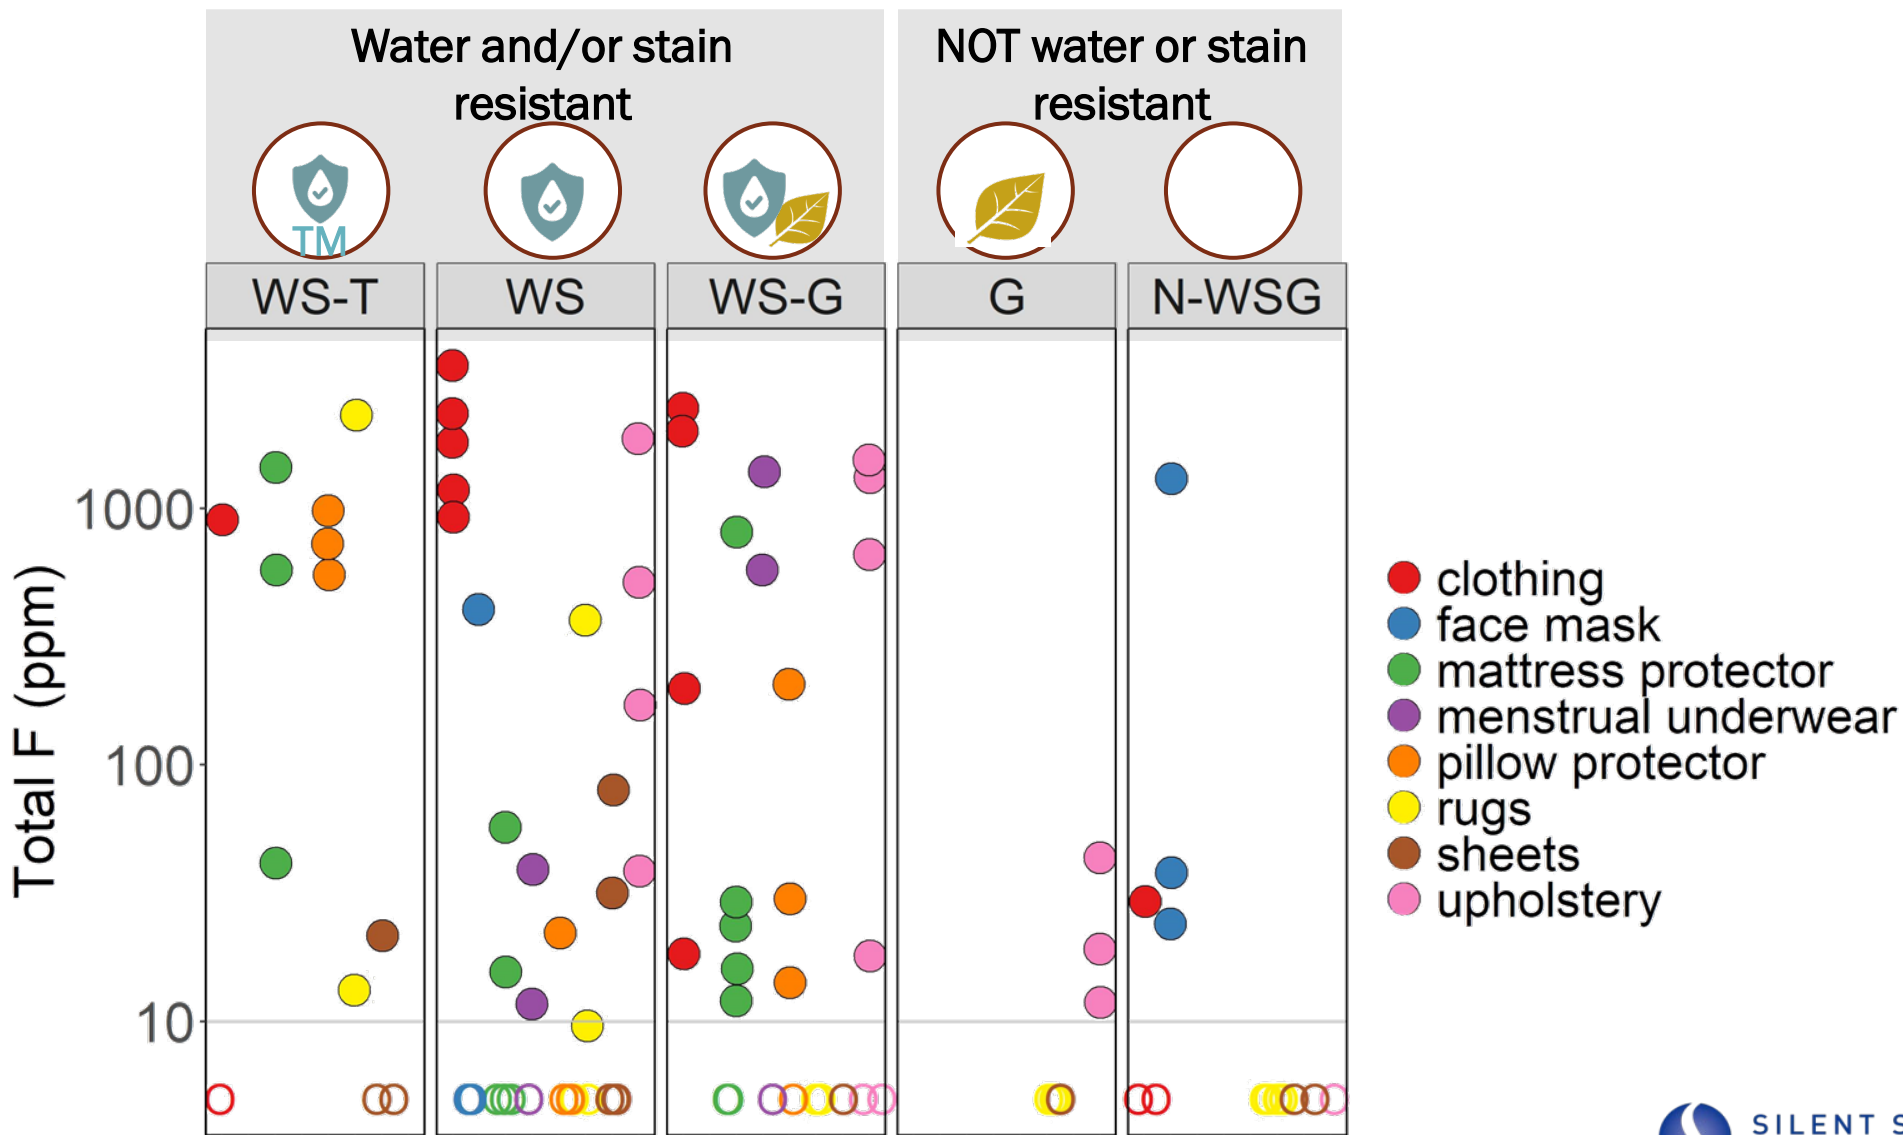 Water and/or stain
resistant
NOT water or stain
resistant
TM
WS-T
WS
WS-G
G
N-WSG
Total F (ppm)
1000
100
10
clothing
face mask
mattress protector
menstrual underwear
pillow protector
rugs
sheets
upholstery
SILENT S